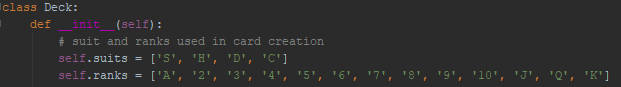 class Deck:
    def __init__(self):
        # suit and ranks used in card creation
        self.suits = ['S', 'H', 'D', 'C']
        self.ranks = ['A', '2', '3', '4', '5', '6', '7', '8', '9', '10', 'J', 'Q', 'K']